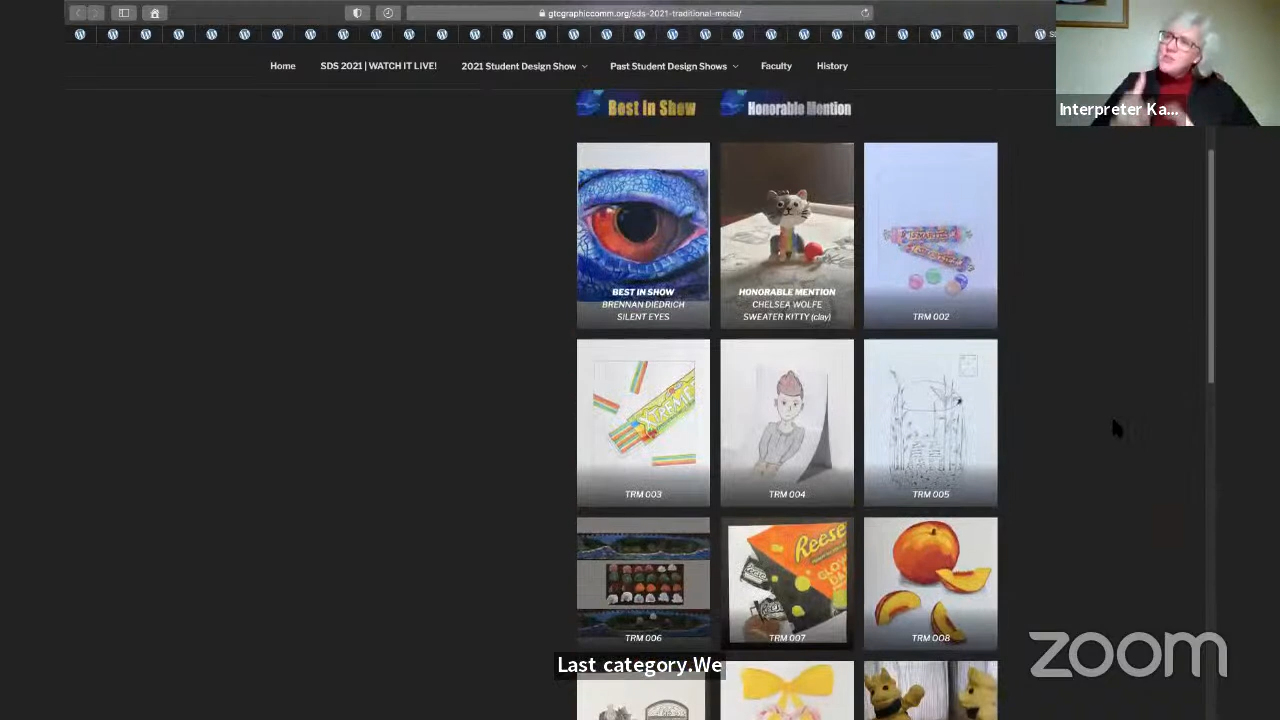 gtcgraphiccomm.org/sds-2021-traditional-media/
Home SDS 2021 | WATCH IT LIVE! 2021 Student Design Show Past Student Design Shows Faculty History
Interpreter Ka...
Best in Show Honorable Mention
BEST IN SHOW
BRENNAN DIEDRICH
SILENT EYES
HONORABLE MENTION
CHELSEA WOLFE
SWEATER KITTY (clay)
SMARTIES
TRM 002
XTREME
TRM 003
TRM 004
TRM 005
TRM 006
Reese
TRM 007
TRM 008
Last category.We
zoom